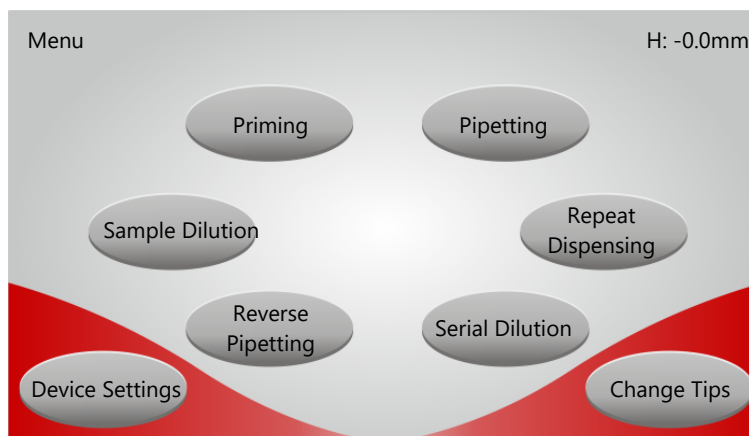 Menu
H: -0.0mm
Priming
Pipetting
Sample Dilution
Repeat
Dispensing
Reverse
Pipetting
Serial Dilution
Device Settings
Change Tips